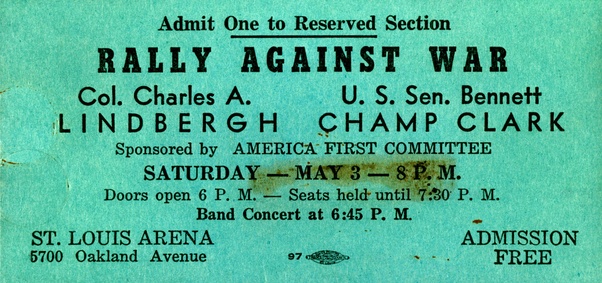 Admit One to Reserved Section
RALLY AGAINST WAR
Col. Charles A. U. S. Sen. Bennett
LINDBERGH CHAMP CLARK
Sponsored by AMERICA FIRST COMMITTEE
SATURDAY — MAY 3 — 8 P. M.
Doors open 6 P. M. — Seats held until 7:30 P. M.
Band Concert at 6:45 P. M.
ST. LOUIS ARENA ADMISSION
5700 Oakland Avenue 97 FREE